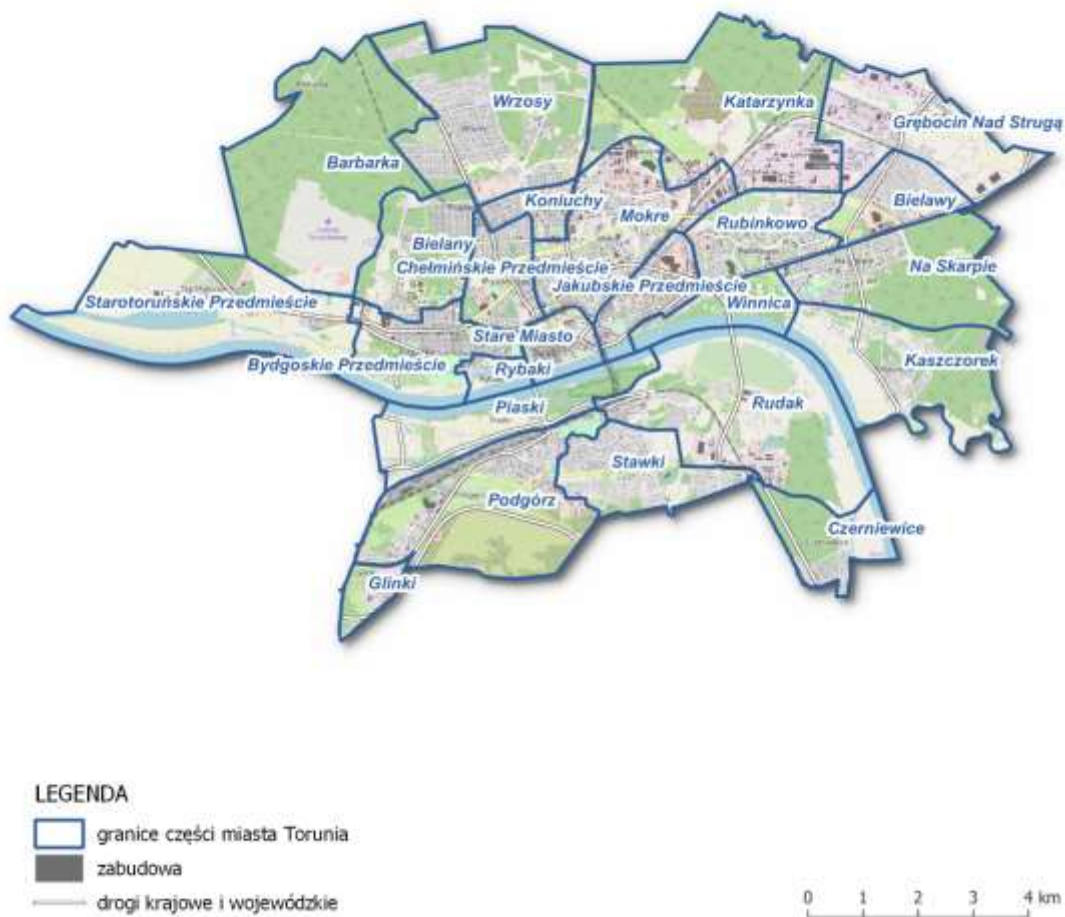 Wrzosy
Katarzynka
Grębocin Nad Strugą
Barbarka
Koniuchy
Mokre
Bielawy
Rubinkowo
Bielany
Chełmińskie Przedmieście
Na Skarpie
Jakubskie Przedmieście
Starotoruńskie Przedmieście
Winnica
Stare Miasto
Bydgoskie Przedmieście
Rybaki
Kaszczorek
Piaski
Rudak
Stawki
Podgórz
Czerniewice
Glinki
LEGENDA
granice części miasta Torunia
zabudowa
drogi krajowe i wojewódzkie
0 1 2 3 4 km